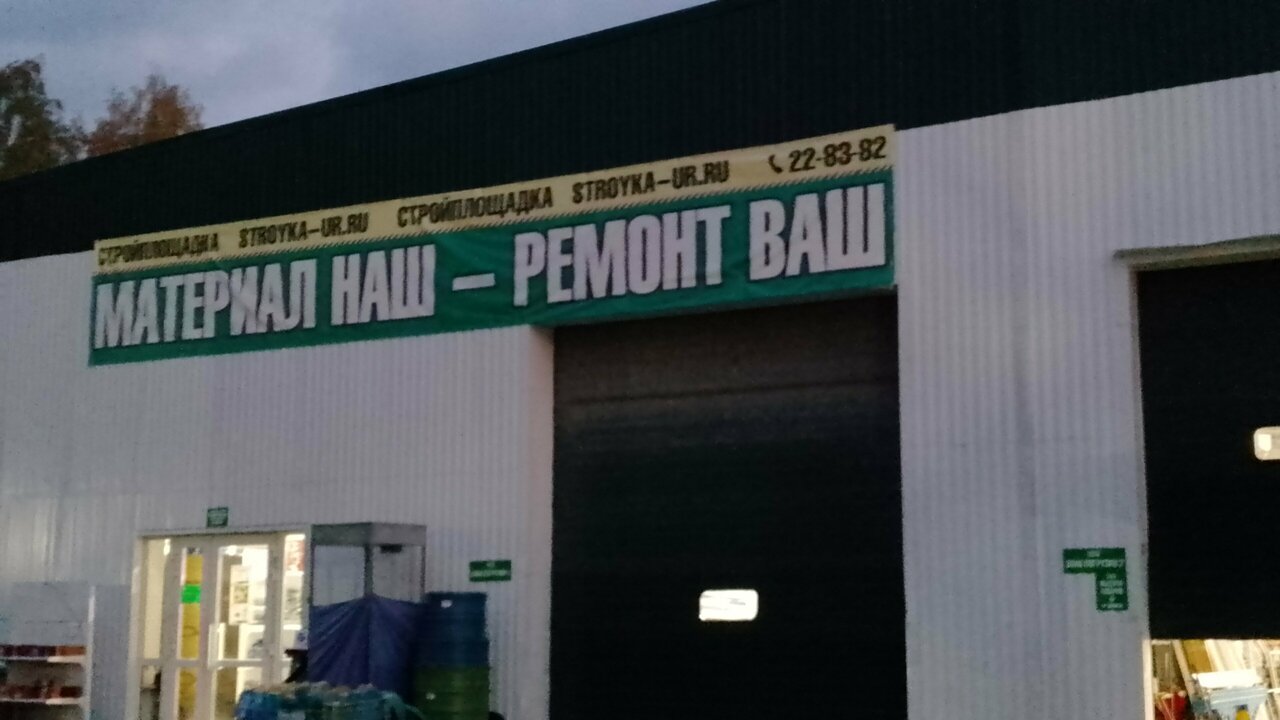 СТРОЙПЛОЩАДКА STROYKA-UR.RU СТРОЙПЛОЩАДКА STROYKA-UR.RU 22-83-82
МАТЕРИАЛ НАШ – РЕМОНТ ВАШ